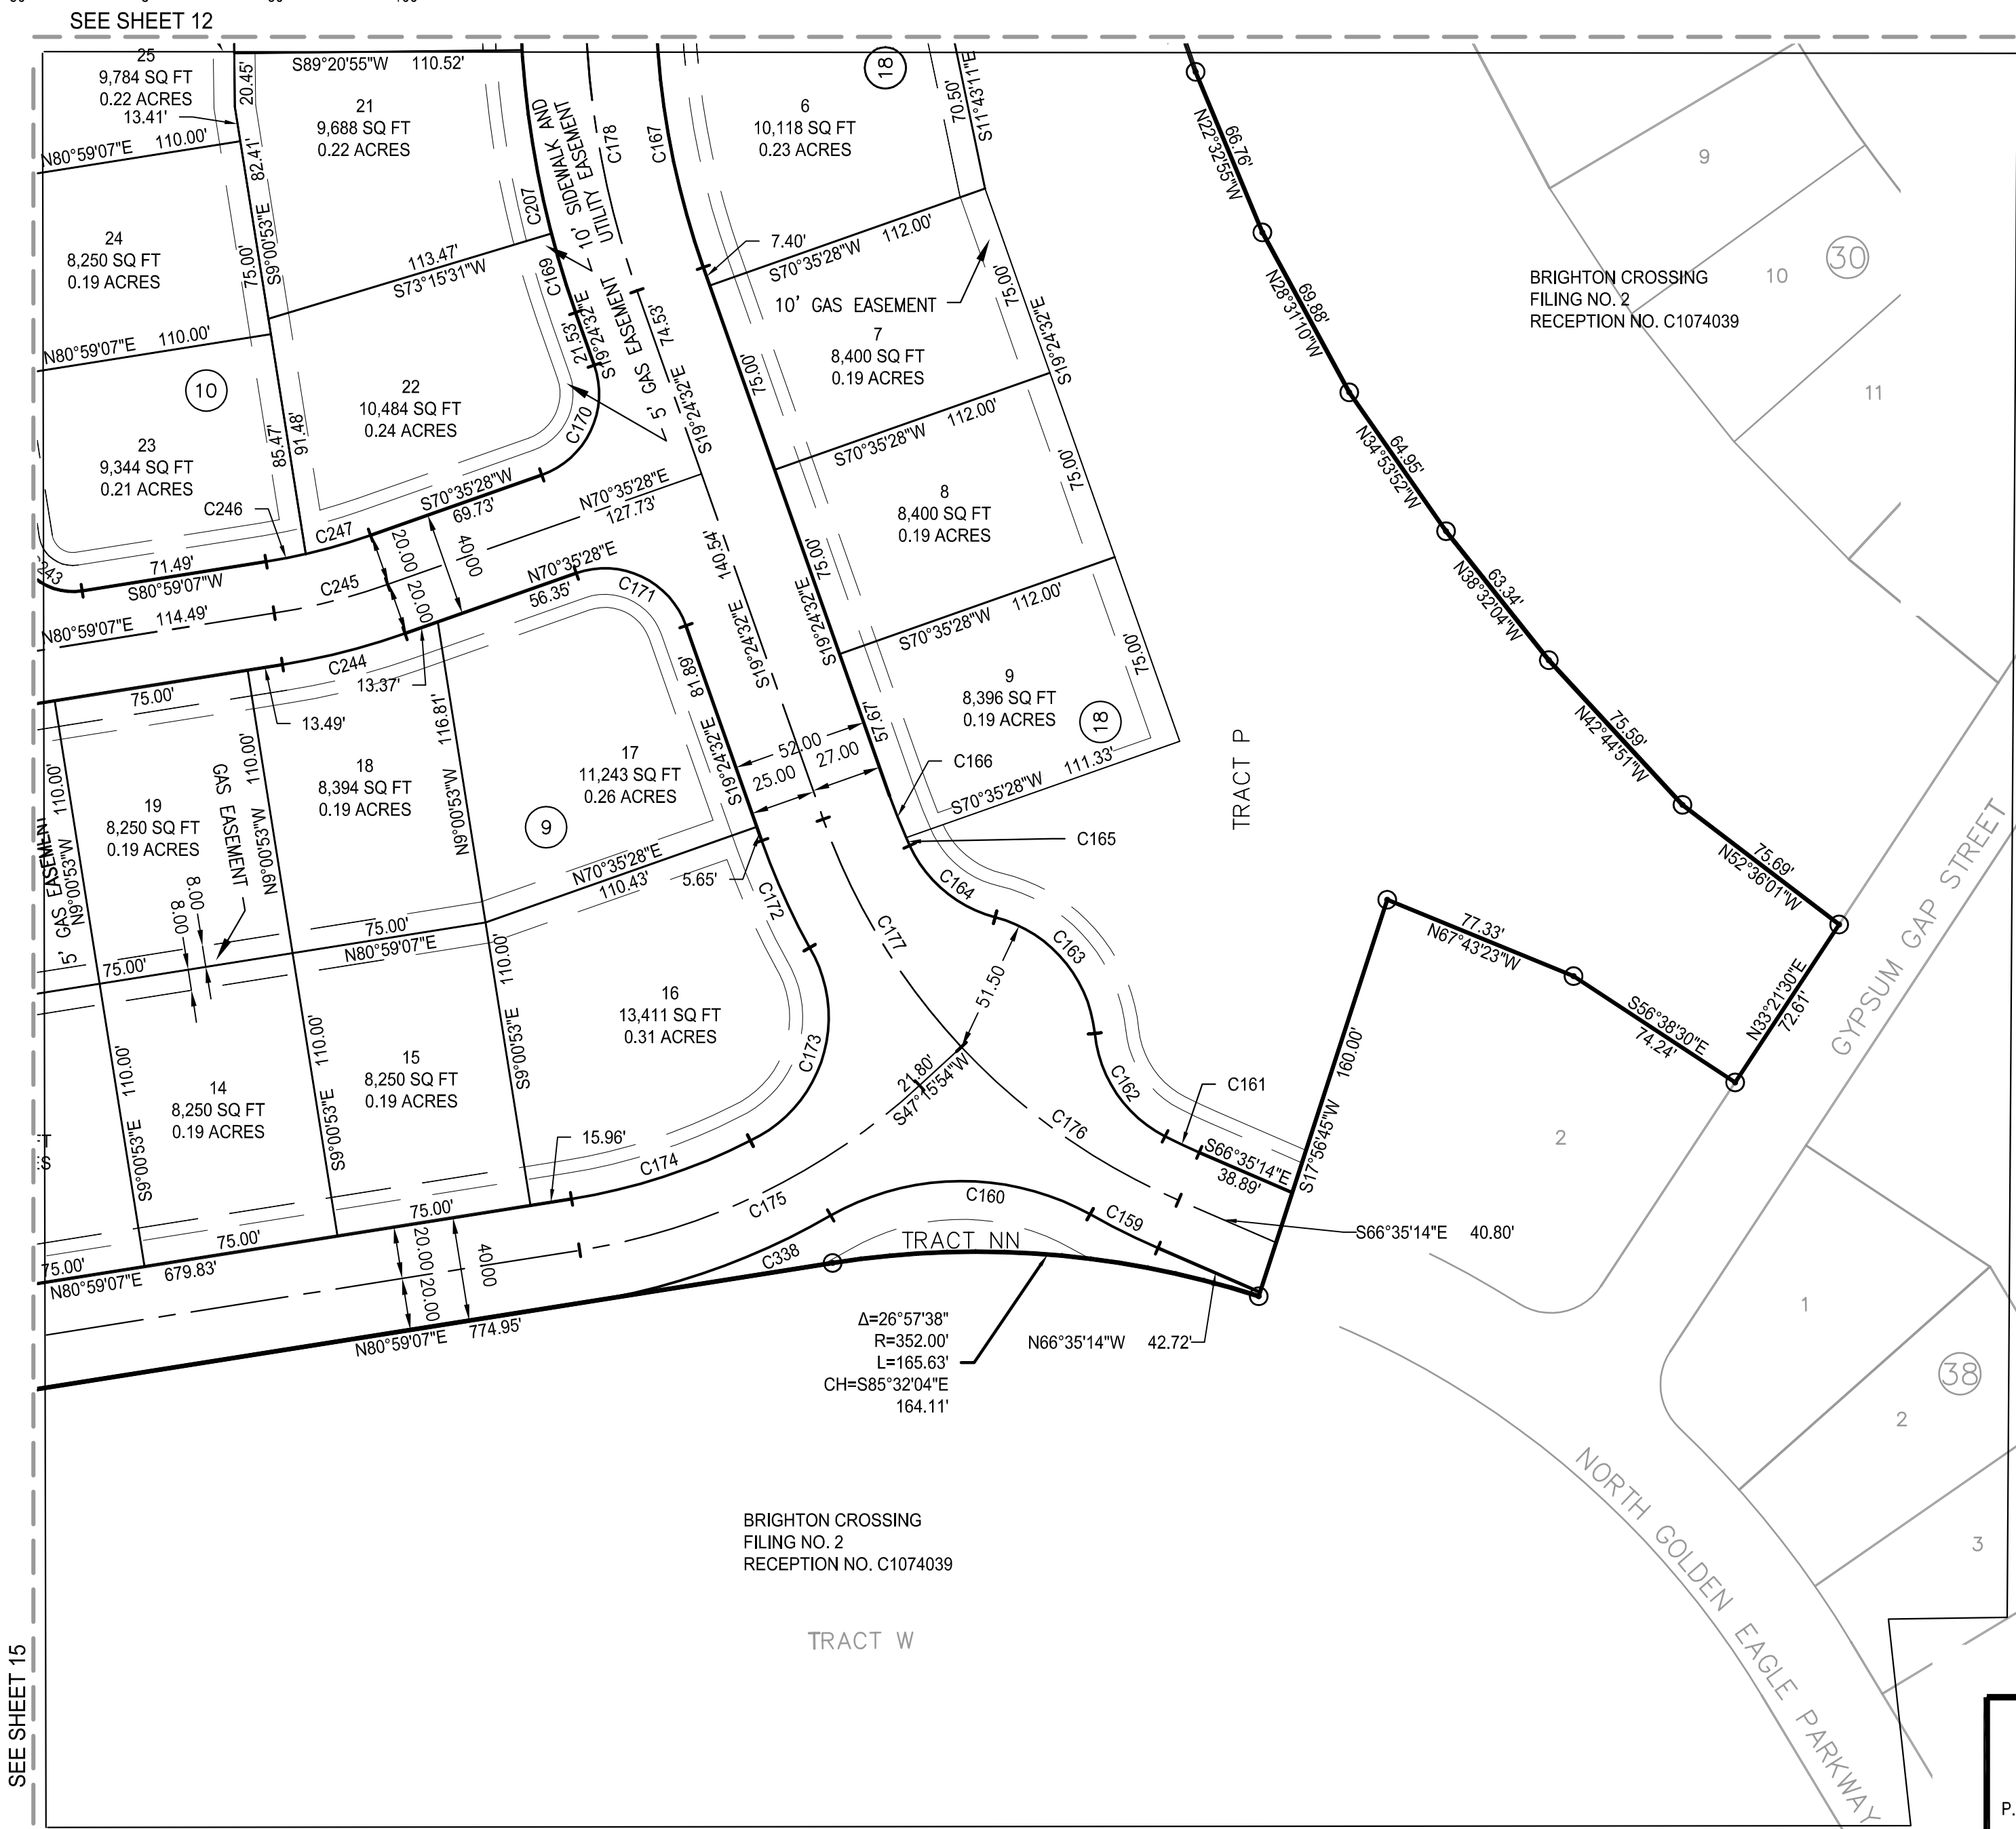 SEE SHEET 12
25
9,784 SQ FT
0.22 ACRES
13.41'
20.45'
S89°20'55"W 110.52'
21
9,688 SQ FT
0.22 ACRES
N80°59'07"E 110.00'
82.41'
S9°00'53"E
24
8,250 SQ FT
0.19 ACRES
75.00'
113.47'
S73°15'31"W
C207
C169
10' SIDEWALK AND
UTILITY EASEMENT
C178
C167
18
6
10,118 SQ FT
0.23 ACRES
70.50'
S11°43'11"E
7.40'
S70°35'28"W 112.00'
10' GAS EASEMENT
75.00'
S19°24'32"E
7
8,400 SQ FT
0.19 ACRES
75.00'
N80°59'07"E 110.00'
10
22
10,484 SQ FT
0.24 ACRES
21.53'
S19°24'32"E
5' GAS EASEMENT
74.53'
S19°24'32"E
C170
23
9,344 SQ FT
0.21 ACRES
85.47'
91.48'
C246
C247
S70°35'28"W
69.73'
N70°35'28"E
127.73'
S70°35'28"W 112.00'
75.00'
8
8,400 SQ FT
0.19 ACRES
75.00'
S19°24'32"E
140.54'
S19°24'32"E
71.49'
S80°59'07"W
C245
20.00
20.00
40.00
N70°35'28"E
56.35'
C171
N80°59'07"E 114.49'
C244
13.37'
13.49'
75.00'
S70°35'28"W 112.00'
75.00'
9
8,396 SQ FT
0.19 ACRES
18
57.67'
81.89'
S19°24'32"E
52.00
25.00
27.00
C166
S70°35'28"W 111.33'
C165
TRACT P
116.81'
N9°00'53"W
17
11,243 SQ FT
0.26 ACRES
18
8,394 SQ FT
0.19 ACRES
9
110.00'
N9°00'53"W
GAS EASEMENT
19
8,250 SQ FT
0.19 ACRES
110.00'
N9°00'53"W
5' GAS EASEMENT
8.00
8.00
N70°35'28"E
110.43'
5.65'
C172
C164
C163
C177
51.50
75.00'
N80°59'07"E
75.00'
16
13,411 SQ FT
0.31 ACRES
110.00'
S9°00'53"E
C173
21.80'
S47°15'54"W
C162
C161
C176
S66°35'14"E
38.89'
15
8,250 SQ FT
0.19 ACRES
110.00'
S9°00'53"E
14
8,250 SQ FT
0.19 ACRES
110.00'
S9°00'53"E
15.96'
C174
C175
C160
C159
S66°35'14"E 40.80'
75.00'
75.00'
75.00'
N80°59'07"E 679.83'
20.00
20.00
40.00
C338
TRACT NN
N80°59'07"E 774.95'
Δ=26°57'38"
R=352.00'
L=165.63'
CH=S85°32'04"E
164.11'
N66°35'14"W 42.72'
160.00'
S17°56'45"W
77.33'
N67°43'23"W
S56°38'30"E
74.24'
N33°21'30"E
72.61'
75.69'
N52°36'01"W
75.59'
N42°44'51"W
63.34'
N38°32'04"W
64.95'
N34°53'52"W
69.88'
N28°31'10"W
66.76'
N22°32'55"W
BRIGHTON CROSSING
FILING NO. 2
RECEPTION NO. C1074039
9
10
30
11
GYPSUM GAP STREET
2
1
38
2
3
NORTH GOLDEN EAGLE PARKWAY
BRIGHTON CROSSING
FILING NO. 2
RECEPTION NO. C1074039
TRACT W
SEE SHEET 15
P.